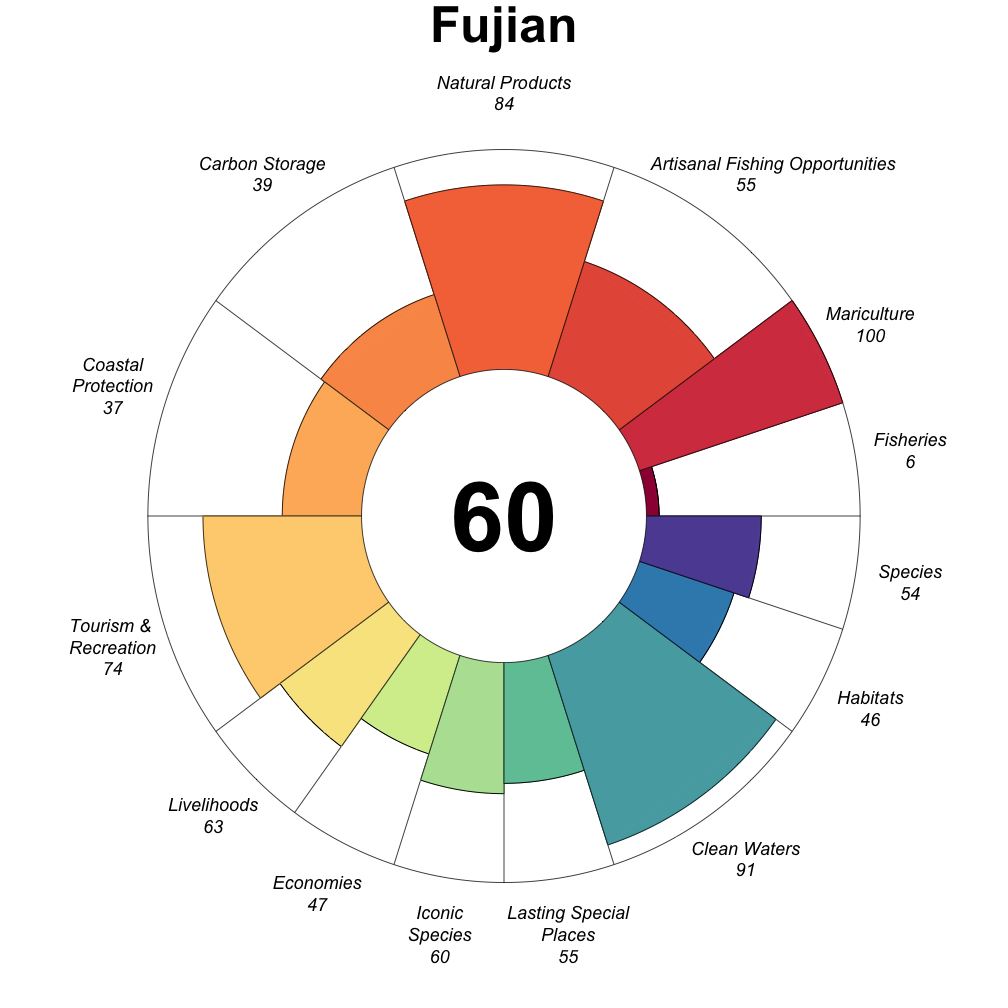 Fujian
Natural Products
84
Carbon Storage
39
Artisanal Fishing Opportunities
55
Mariculture
100
Coastal
Protection
37
Fisheries
6
60
Species
54
Tourism &
Recreation
74
Habitats
46
Livelihoods
63
Clean Waters
91
Economies
47
Iconic
Species
60
Lasting Special
Places
55